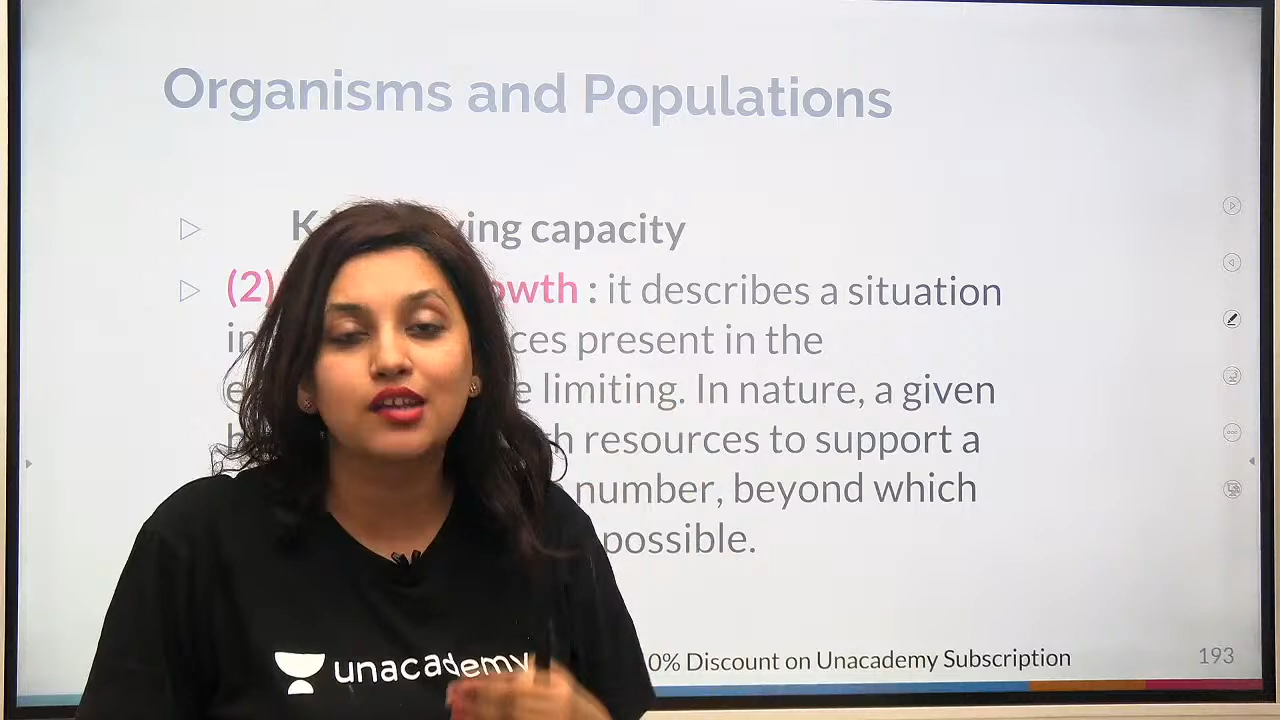 Organisms and Populations
K ing capacity
(2) owth : it describes a situation
in ces present in the
e limiting. In nature, a given
h resources to support a
number, beyond which
possible.
unacademy
0% Discount on Unacademy Subscription
193